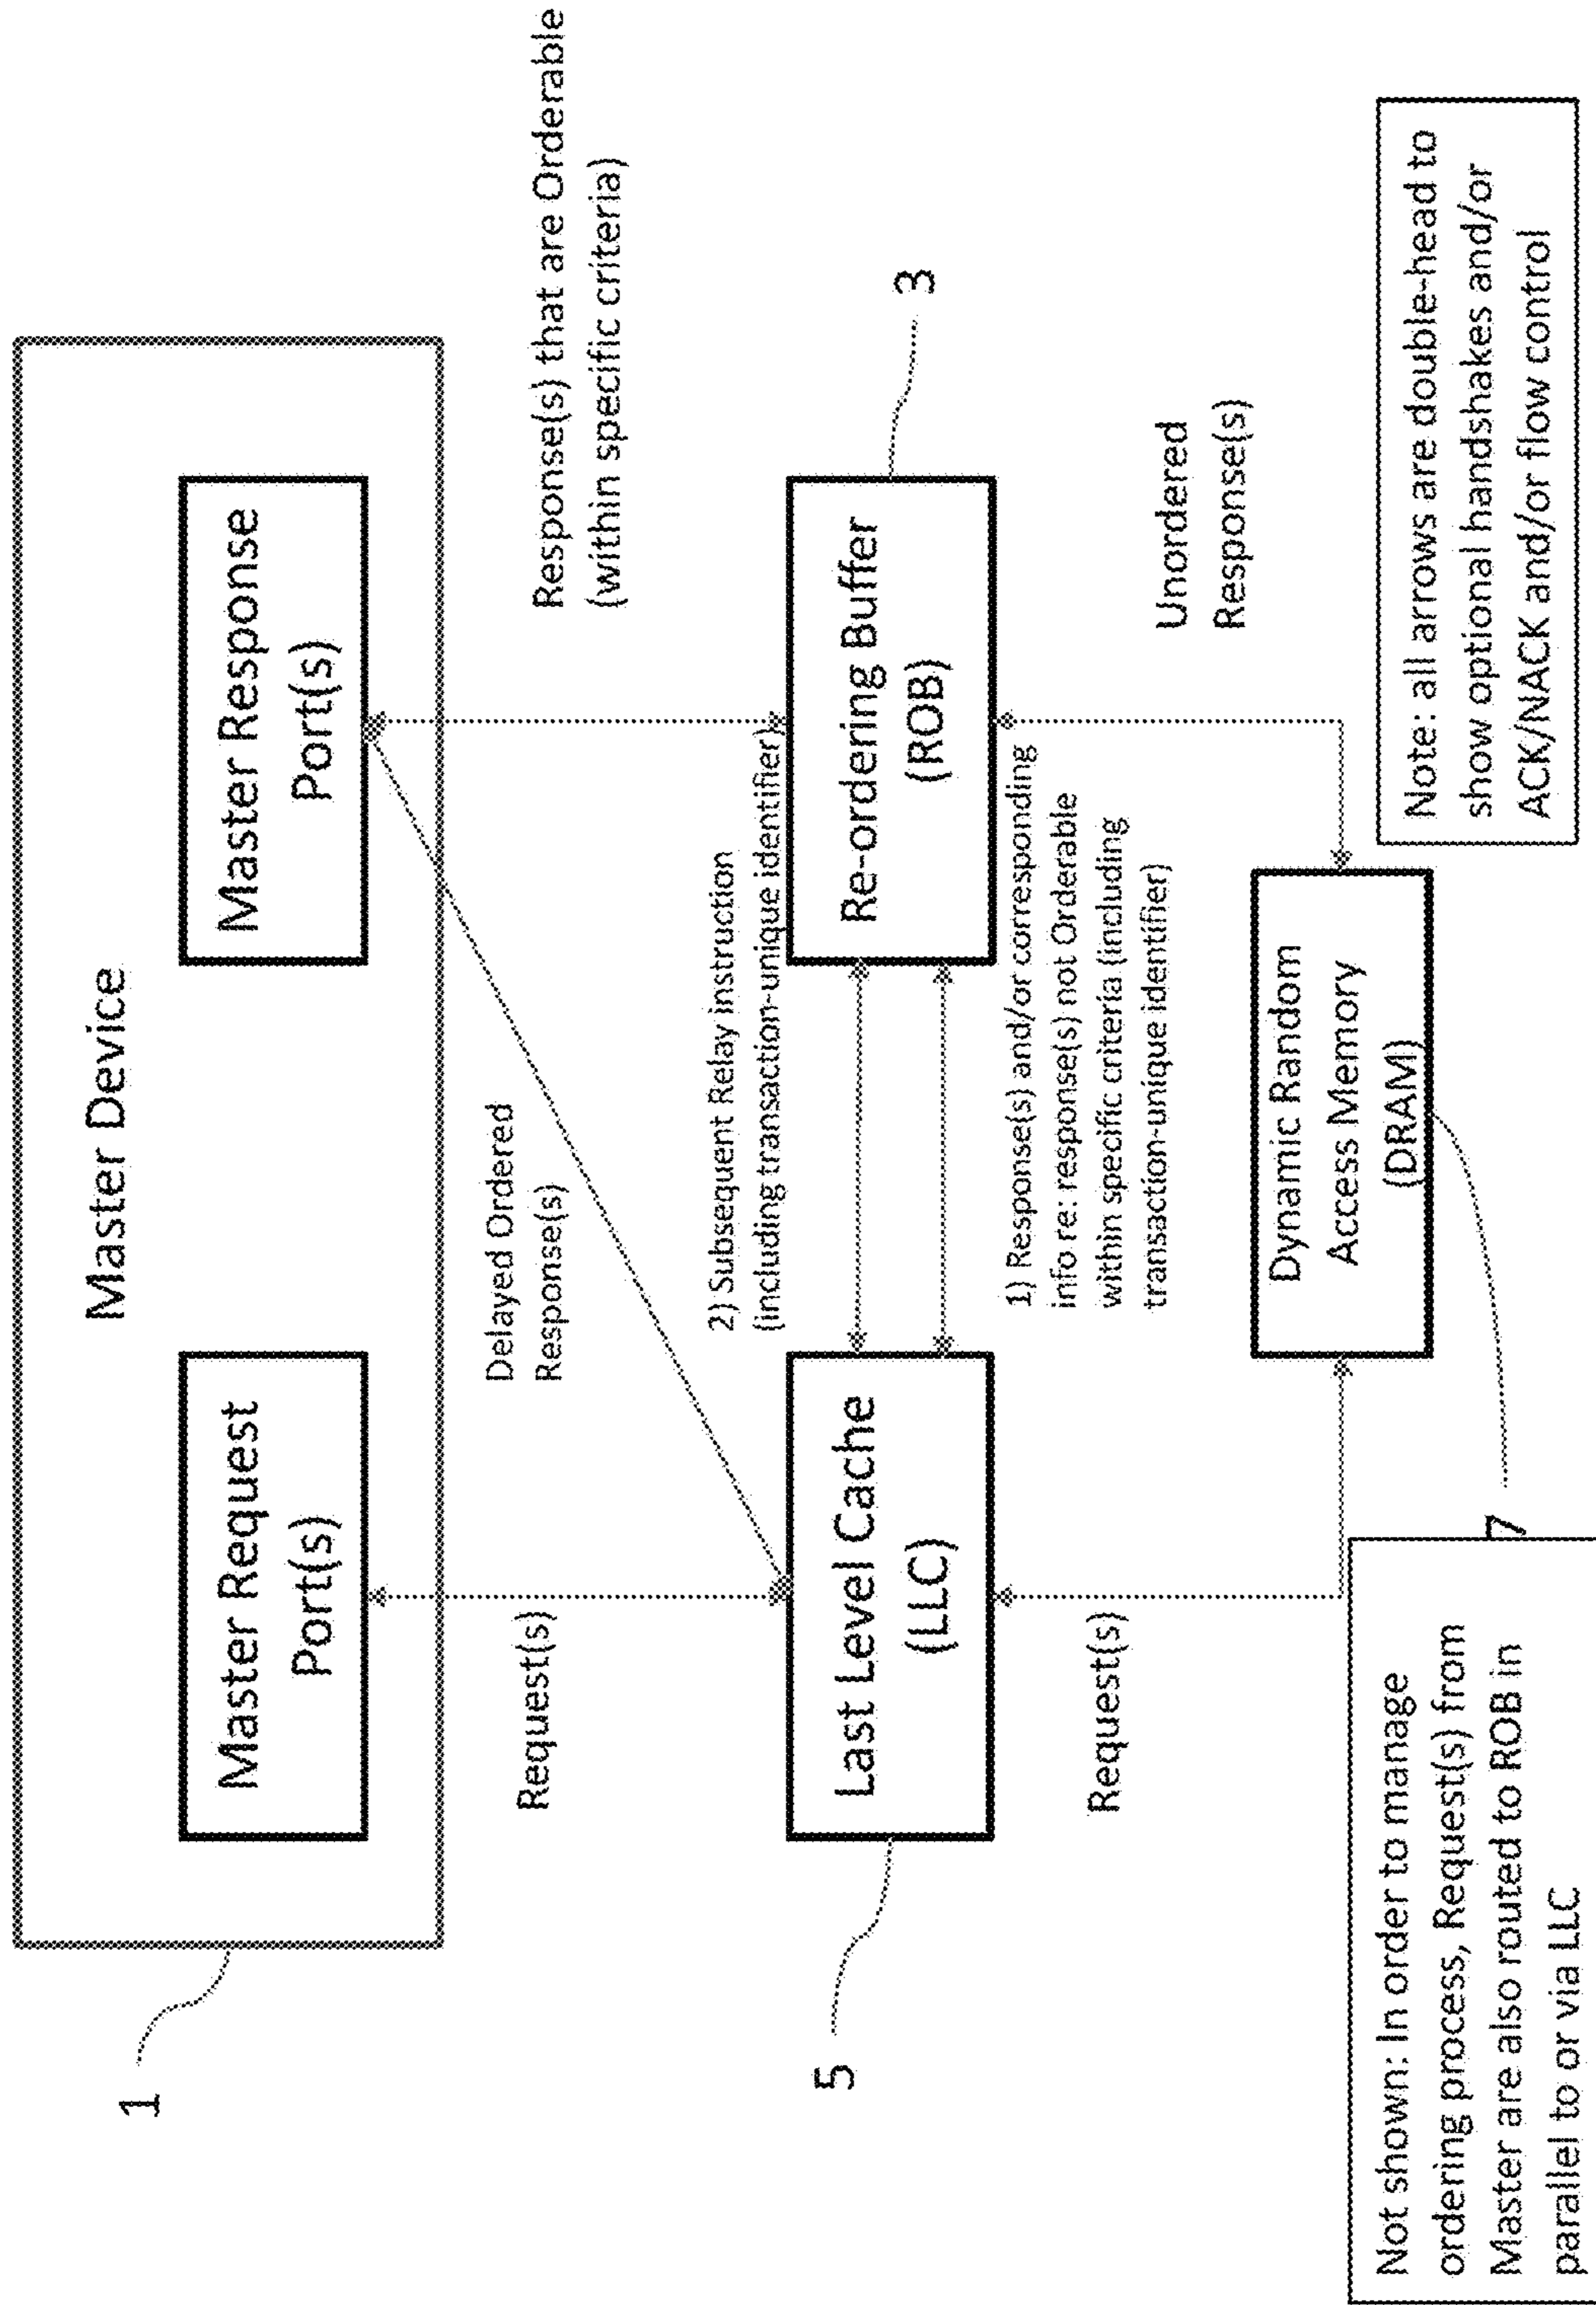 Master Device
1
Master Request
Port(s)
Master Response
Port(s)
Request(s)
Delayed Ordered
Response(s)
Response(s) that are Orderable
(within specific criteria)
2) Subsequent Relay instruction
(including transaction-unique identifier)
5
Last Level Cache
(LLC)
Re-ordering Buffer
(ROB)
3
1) Response(s) and/or corresponding
info re: response(s) not Orderable
within specific criteria (including
transaction-unique identifier)
Request(s)
Unordered
Response(s)
Dynamic Random
Access Memory
(DRAM)
7
Not shown: In order to manage
ordering process, Request(s) from
Master are also routed to ROB in
parallel to or via LLC
Note: all arrows are double-head to
show optional handshakes and/or
ACK/NACK and/or flow control